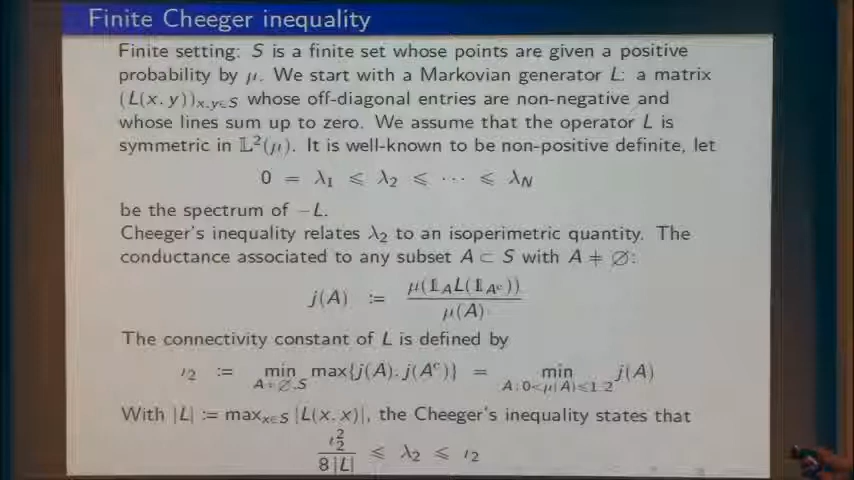 Finite Cheeger inequality
Finite setting: S is a finite set whose points are given a positive
probability by μ. We start with a Markovian generator L: a matrix
(L(x, y))x,y∈S whose off-diagonal entries are non-negative and
whose lines sum up to zero. We assume that the operator L is
symmetric in 𝕃²(μ). It is well-known to be non-positive definite, let
0 = λ1 ⩽ λ2 ⩽ ⋯ ⩽ λN
be the spectrum of −L.
Cheeger's inequality relates λ2 to an isoperimetric quantity. The
conductance associated to any subset A ⊂ S with A ≠ ∅:
j(A) := μ(𝟙A L(𝟙Aᶜ)) / μ(A)
The connectivity constant of L is defined by
ι2 := min A≠∅,S max{j(A), j(Aᶜ)} = min A : 0<μ(A)≤1/2 j(A)
With |L| := maxx∈S |L(x, x)|, the Cheeger's inequality states that
ι2² / 8|L| ⩽ λ2 ⩽ ι2